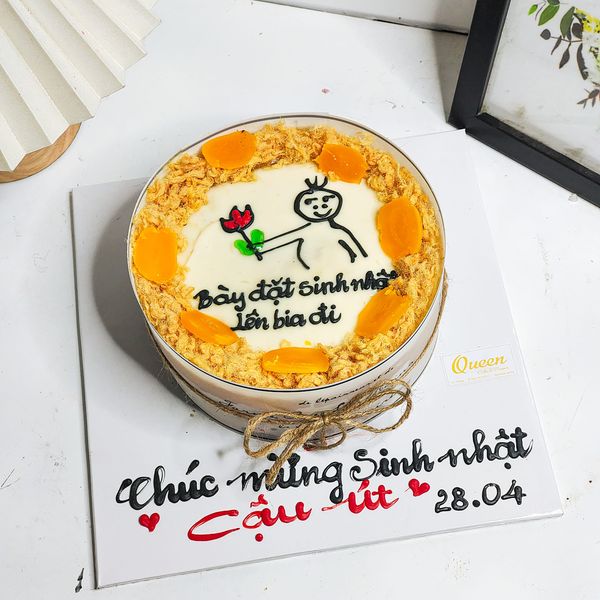 Bày đặt sinh nhật
lên bia đi
Queen
Chúc mừng Sinh nhật
Cậu út
28.04